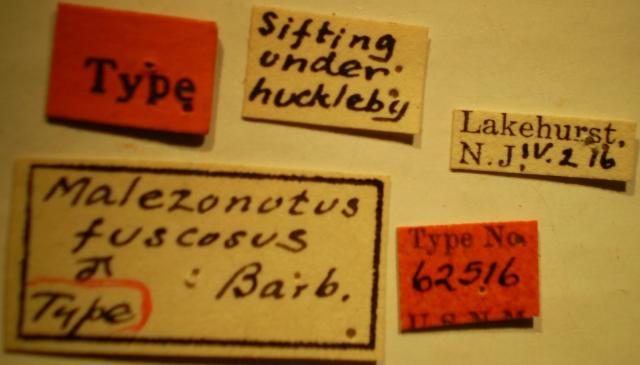 Type
Sifting
under
huckleby
Lakehurst.
N.J. IV. 2 16
Malezonotus
fuscosus
♂
Barb.
Type
Type No.
62516
U.S.N.M.